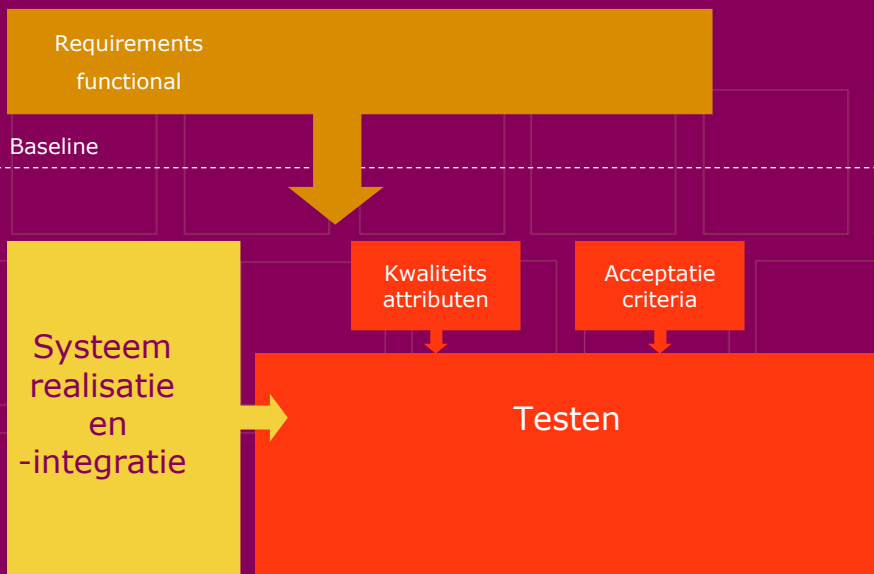 Requirements
functional
Baseline
Kwaliteits
attributen
Acceptatie
criteria
Systeem
realisatie
en
-integratie
Testen